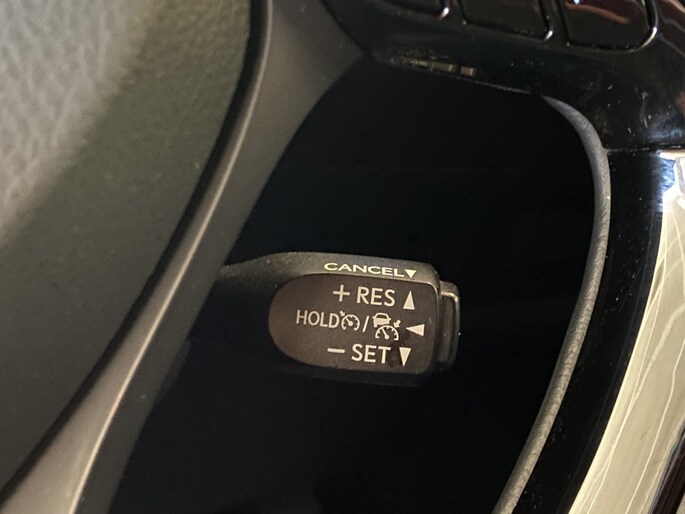 CANCEL▼
+ RES ▲
HOLD / ◀
− SET ▼